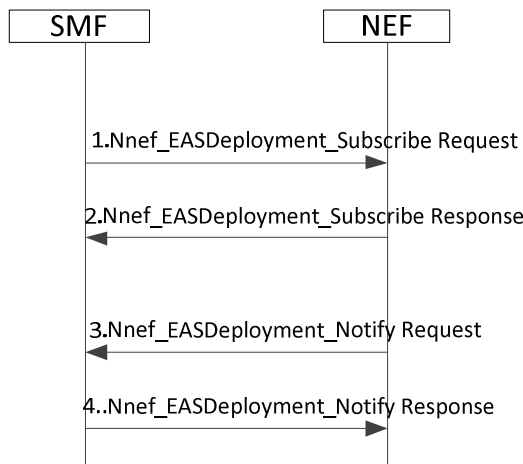 SMF
NEF
1.Nnef_EASDeployment_Subscribe Request
2.Nnef_EASDeployment_Subscribe Response
3.Nnef_EASDeployment_Notify Request
4..Nnef_EASDeployment_Notify Response